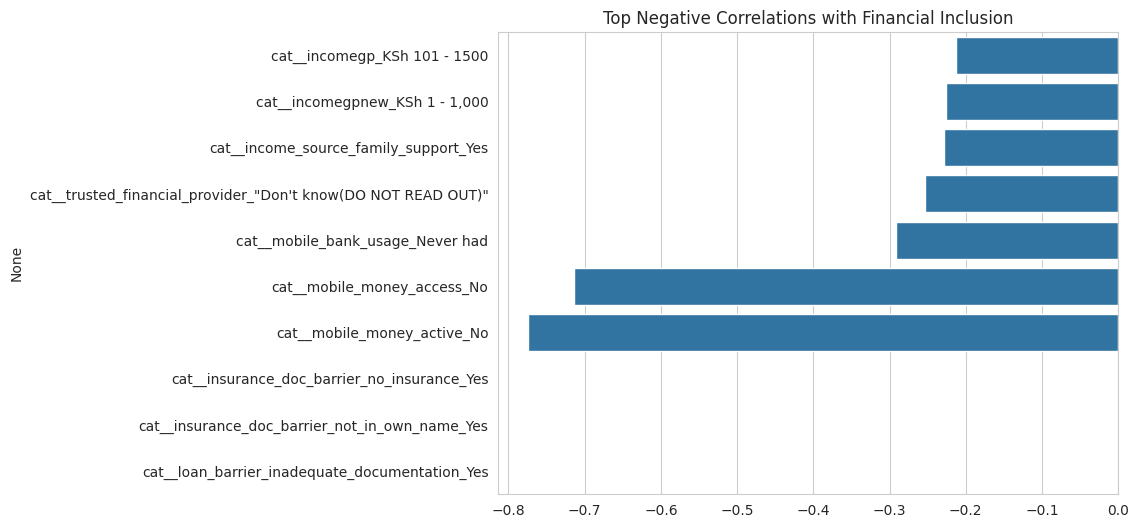 Top Negative Correlations with Financial Inclusion
cat__incomegp_KSh 101 - 1500
cat__incomegpnew_KSh 1 - 1,000
cat__income_source_family_support_Yes
cat__trusted_financial_provider_"Don't know(DO NOT READ OUT)"
cat__mobile_bank_usage_Never had
cat__mobile_money_access_No
cat__mobile_money_active_No
cat__insurance_doc_barrier_no_insurance_Yes
cat__insurance_doc_barrier_not_in_own_name_Yes
cat__loan_barrier_inadequate_documentation_Yes
None
−0.8 −0.7 −0.6 −0.5 −0.4 −0.3 −0.2 −0.1 0.0